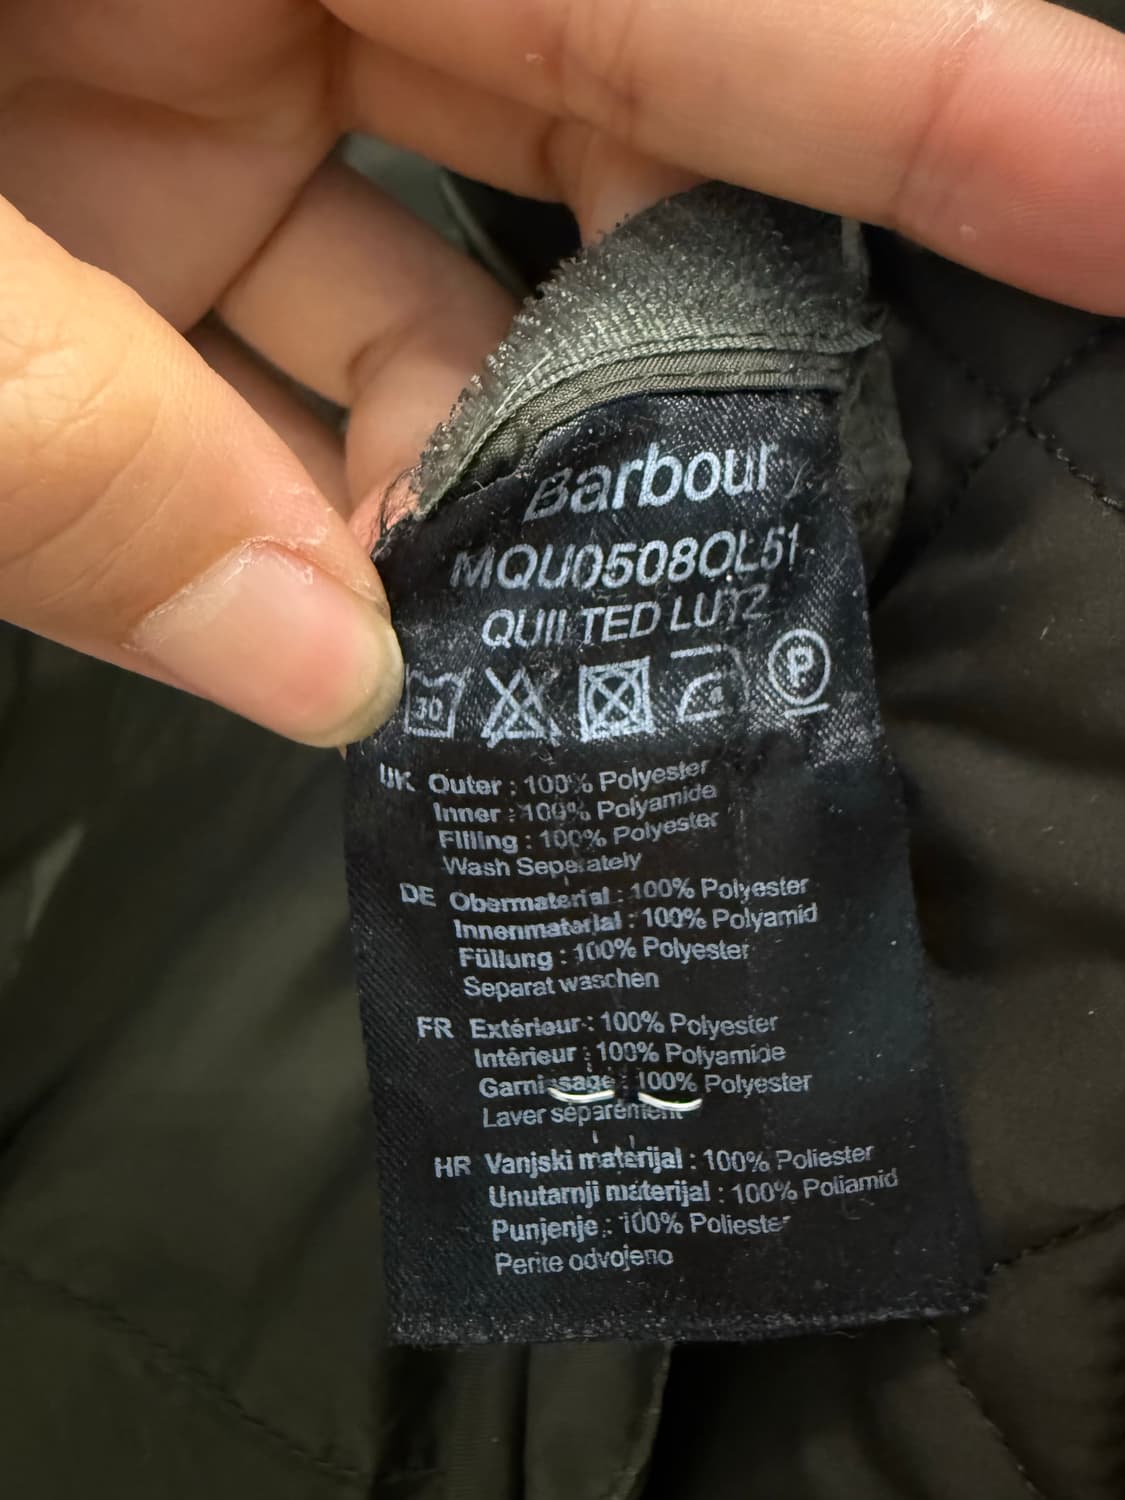 Barbour
MQU0508OL51
QUILTED LUTZ
30
P
UK Outer : 100% Polyester
Inner : 100% Polyamide
Filling : 100% Polyester
Wash Seperately
DE Obermaterial : 100% Polyester
Innenmaterial : 100% Polyamid
Füllung : 100% Polyester
Separat waschen
FR Extérieur : 100% Polyester
Intérieur : 100% Polyamide
Garnissage : 100% Polyester
Laver séparément
HR Vanjski materijal : 100% Poliester
Unutarnji materijal : 100% Poliamid
Punjenje : 100% Poliester
Perite odvojeno